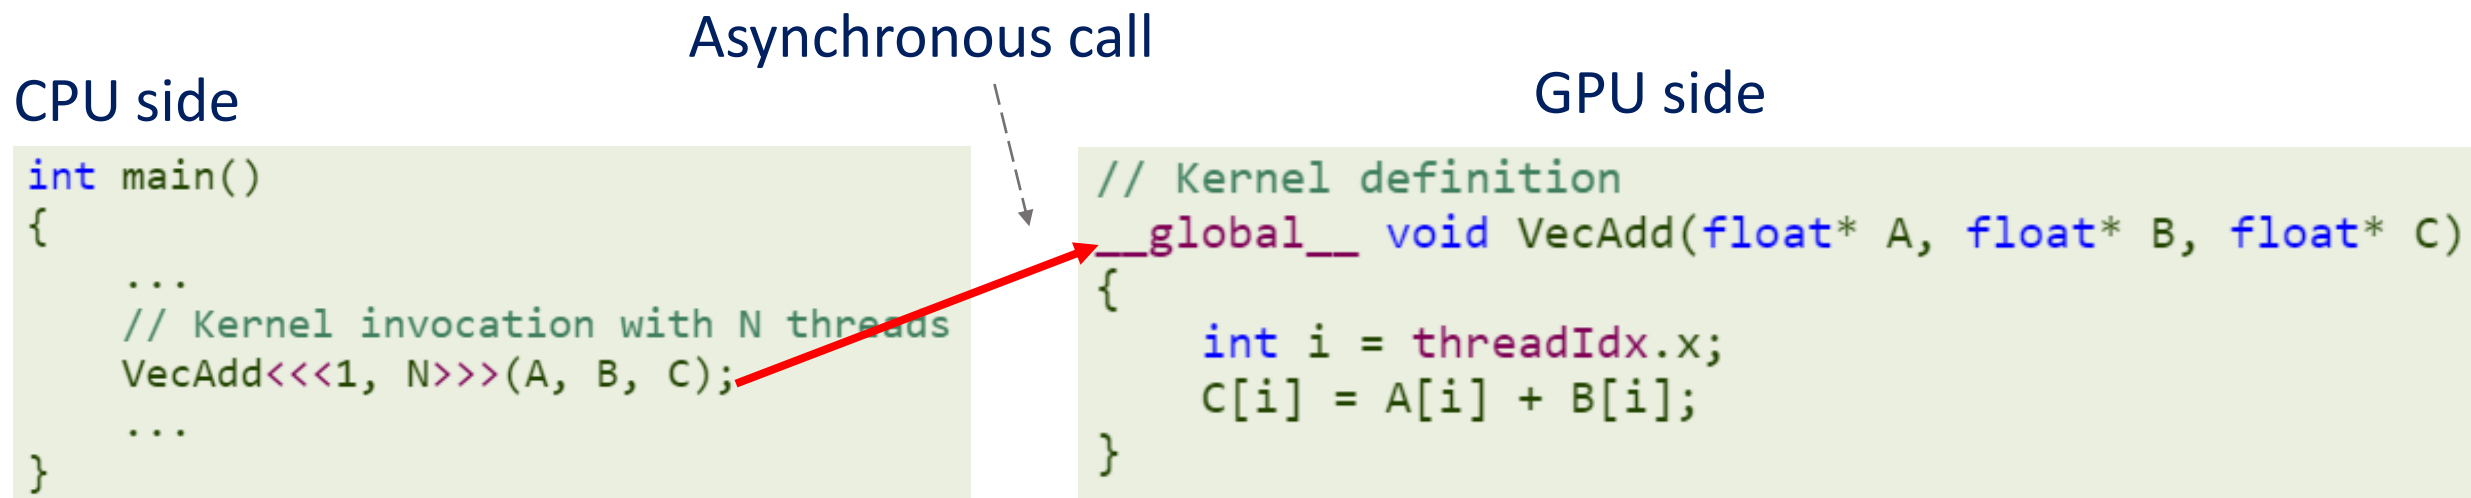 Asynchronous call
CPU side
GPU side
int main()
{
    ...
    // Kernel invocation with N threads
    VecAdd<<<1, N>>>(A, B, C);
    ...
}
// Kernel definition
__global__ void VecAdd(float* A, float* B, float* C)
{
    int i = threadIdx.x;
    C[i] = A[i] + B[i];
}